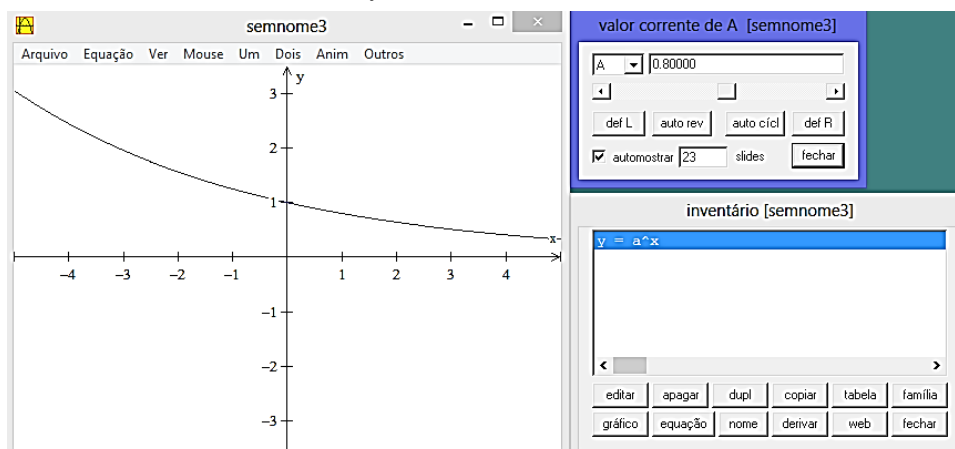 semnome3
Arquivo Equação Ver Mouse Um Dois Anim Outros
y
3
2
1
x
−4 −3 −2 −1 1 2 3 4
−1
−2
−3
valor corrente de A [semnome3]
A 0.80000
def L auto rev auto cícl def R
automostrar 23 slides fechar
inventário [semnome3]
y = a^x
editar apagar dupl copiar tabela família
gráfico equação nome derivar web fechar